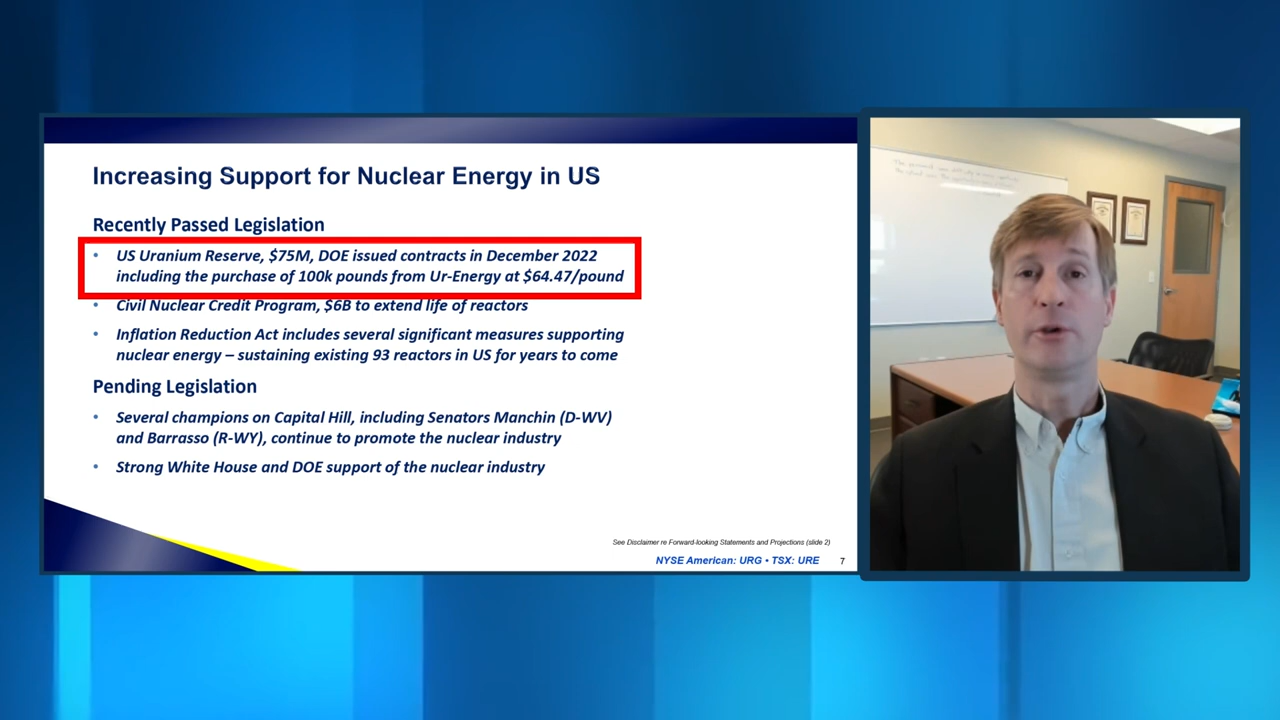 Increasing Support for Nuclear Energy in US
Recently Passed Legislation
• US Uranium Reserve, $75M, DOE issued contracts in December 2022
including the purchase of 100k pounds from Ur-Energy at $64.47/pound
• Civil Nuclear Credit Program, $6B to extend life of reactors
• Inflation Reduction Act includes several significant measures supporting
nuclear energy – sustaining existing 93 reactors in US for years to come
Pending Legislation
• Several champions on Capital Hill, including Senators Manchin (D-WV)
and Barrasso (R-WY), continue to promote the nuclear industry
• Strong White House and DOE support of the nuclear industry
See Disclaimer re Forward-looking Statements and Projections (slide 2)
NYSE American: URG • TSX: URE 7